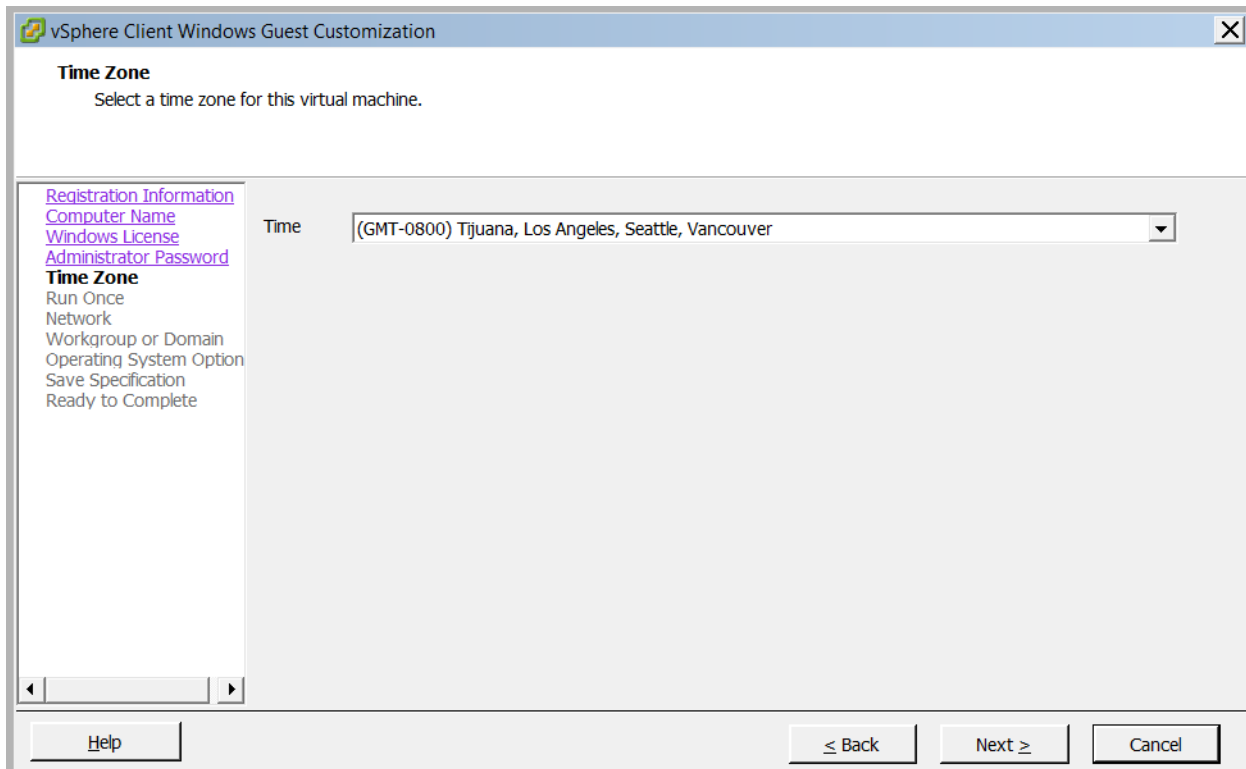 vSphere Client Windows Guest Customization
Time Zone
Select a time zone for this virtual machine.
Registration Information
Computer Name
Windows License
Administrator Password
Time Zone
Run Once
Network
Workgroup or Domain
Operating System Option
Save Specification
Ready to Complete
Time
(GMT-0800) Tijuana, Los Angeles, Seattle, Vancouver
Help
< Back
Next >
Cancel